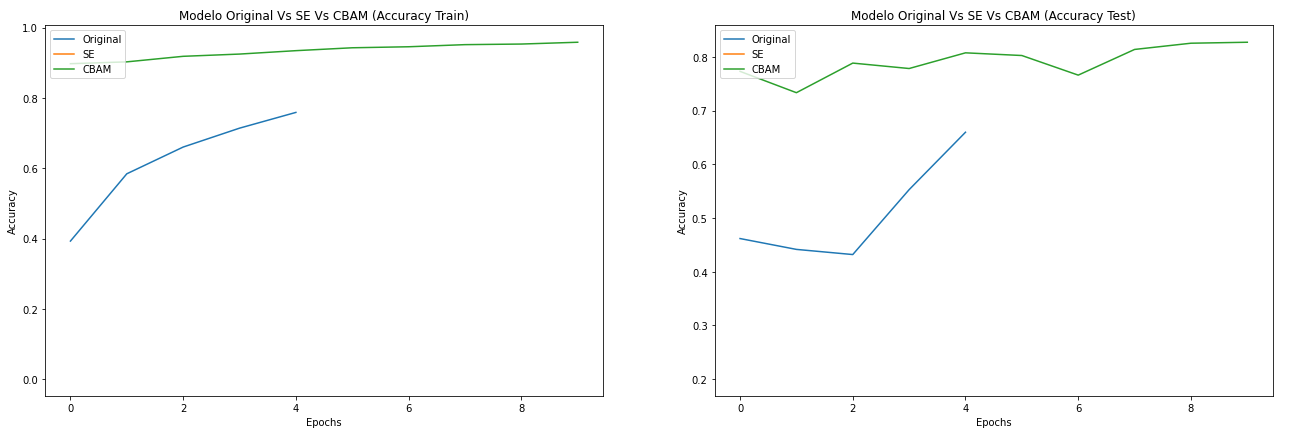 Modelo Original Vs SE Vs CBAM (Accuracy Train)
Original
SE
CBAM
1.0
0.8
0.6
0.4
0.2
0.0
Accuracy
0 2 4 6 8
Epochs
Modelo Original Vs SE Vs CBAM (Accuracy Test)
Original
SE
CBAM
0.8
0.7
0.6
0.5
0.4
0.3
0.2
Accuracy
0 2 4 6 8
Epochs